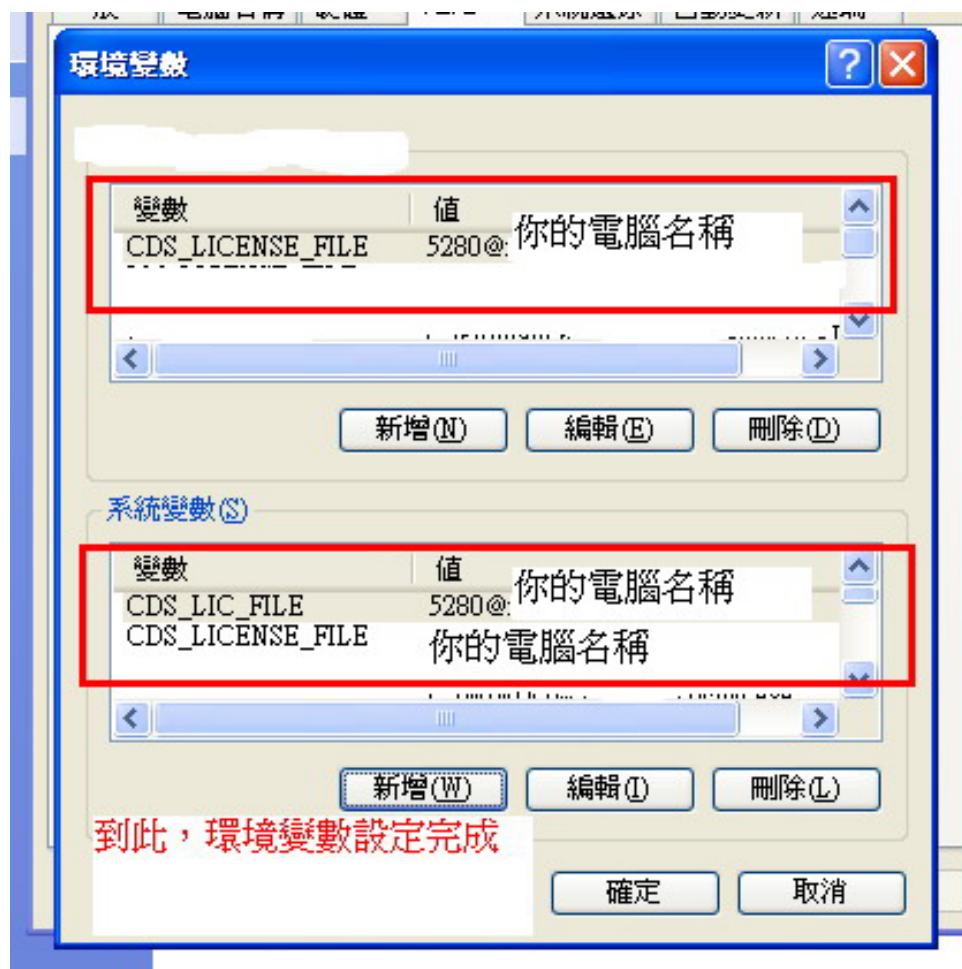 環境變數
變數 值
CDS_LICENSE_FILE 5280@: 你的電腦名稱
新增(N) 編輯(E) 刪除(D)
系統變數(S)
變數 值
CDS_LIC_FILE 5280@: 你的電腦名稱
CDS_LICENSE_FILE 你的電腦名稱
新增(W) 編輯(I) 刪除(L)
到此，環境變數設定完成
確定 取消